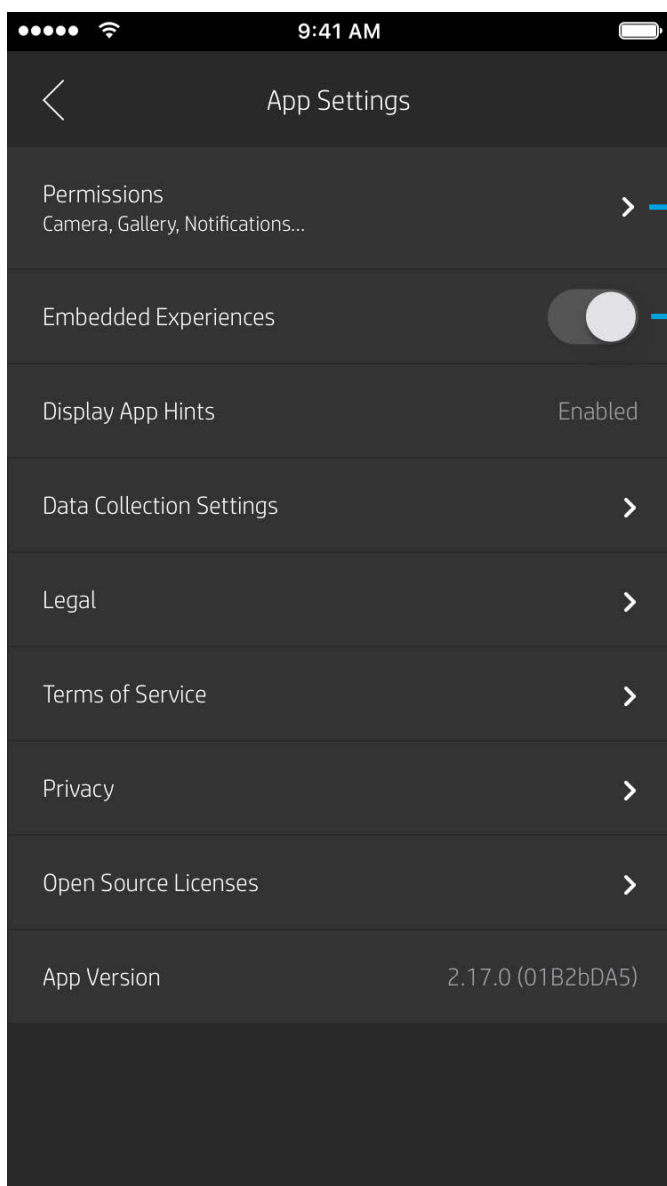 9:41 AM
App Settings
Permissions
Camera, Gallery, Notifications...
Embedded Experiences
Display App Hints Enabled
Data Collection Settings
Legal
Terms of Service
Privacy
Open Source Licenses
App Version 2.17.0 (01B2bDA5)